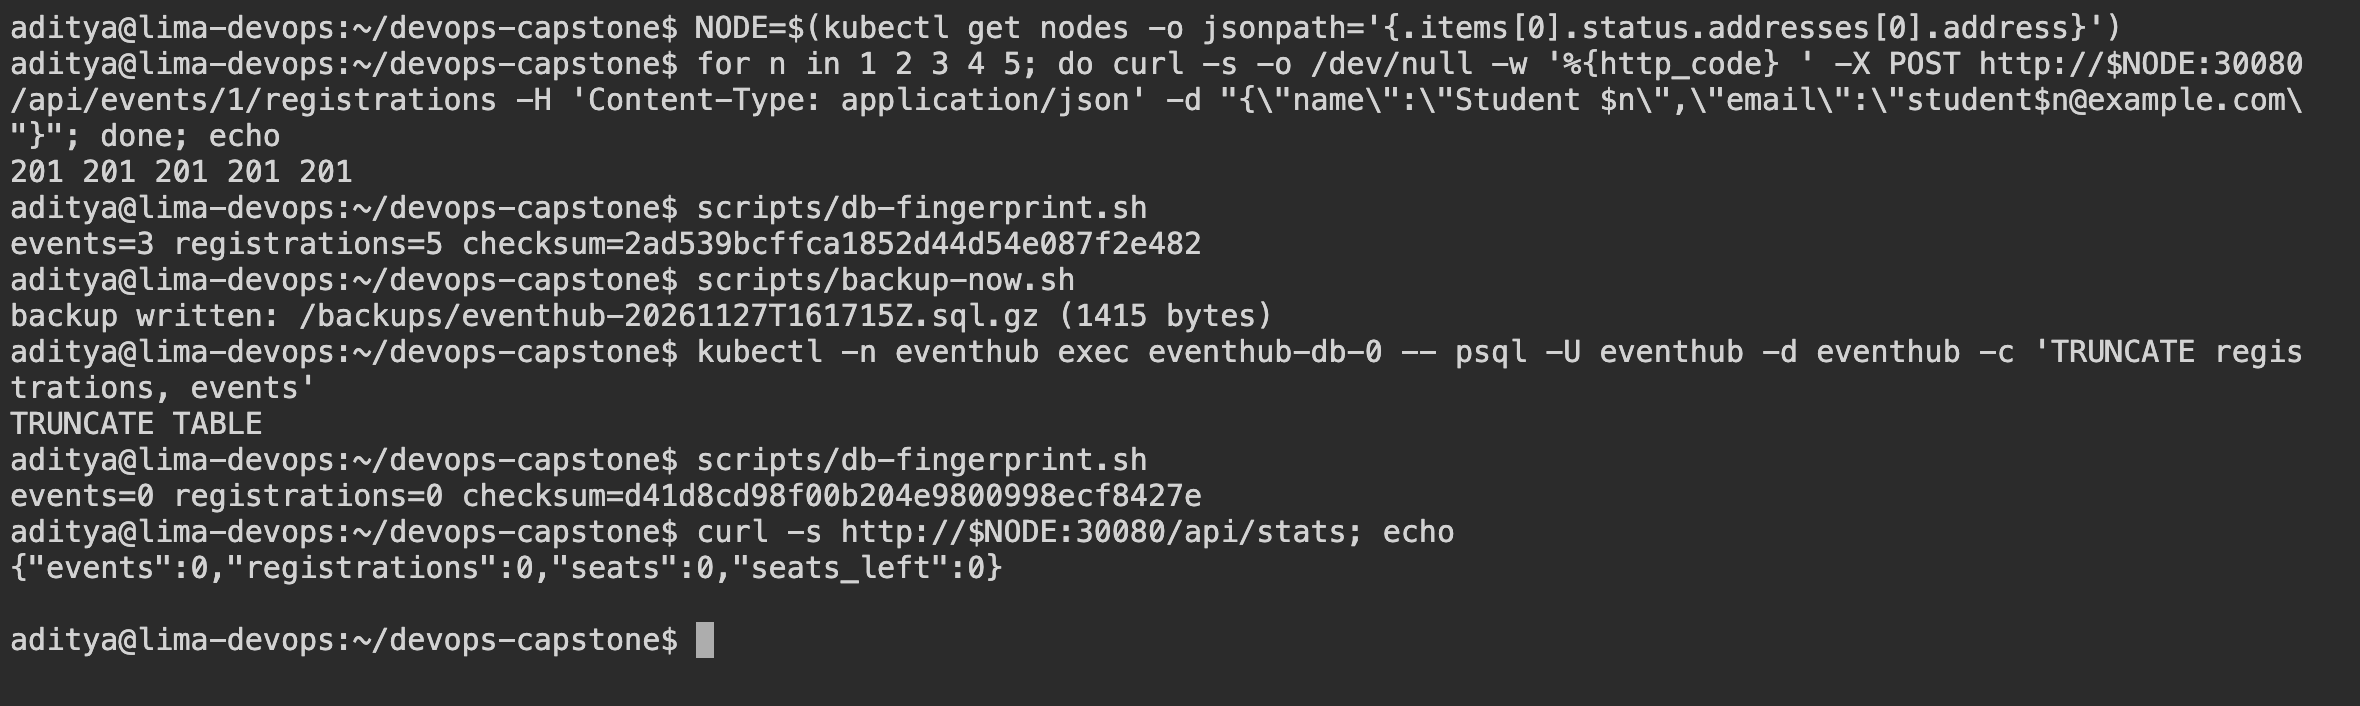 aditya@lima-devops:~/devops-capstone$ NODE=$(kubectl get nodes -o jsonpath='{.items[0].status.addresses[0].address}')
aditya@lima-devops:~/devops-capstone$ for n in 1 2 3 4 5; do curl -s -o /dev/null -w '%{http_code} ' -X POST http://$NODE:30080
/api/events/1/registrations -H 'Content-Type: application/json' -d "{\"name\":\"Student $n\",\"email\":\"student$n@example.com\
"}"; done; echo
201 201 201 201 201
aditya@lima-devops:~/devops-capstone$ scripts/db-fingerprint.sh
events=3 registrations=5 checksum=2ad539bcffca1852d44d54e087f2e482
aditya@lima-devops:~/devops-capstone$ scripts/backup-now.sh
backup written: /backups/eventhub-20261127T161715Z.sql.gz (1415 bytes)
aditya@lima-devops:~/devops-capstone$ kubectl -n eventhub exec eventhub-db-0 -- psql -U eventhub -d eventhub -c 'TRUNCATE regis
trations, events'
TRUNCATE TABLE
aditya@lima-devops:~/devops-capstone$ scripts/db-fingerprint.sh
events=0 registrations=0 checksum=d41d8cd98f00b204e9800998ecf8427e
aditya@lima-devops:~/devops-capstone$ curl -s http://$NODE:30080/api/stats; echo
{"events":0,"registrations":0,"seats":0,"seats_left":0}
aditya@lima-devops:~/devops-capstone$